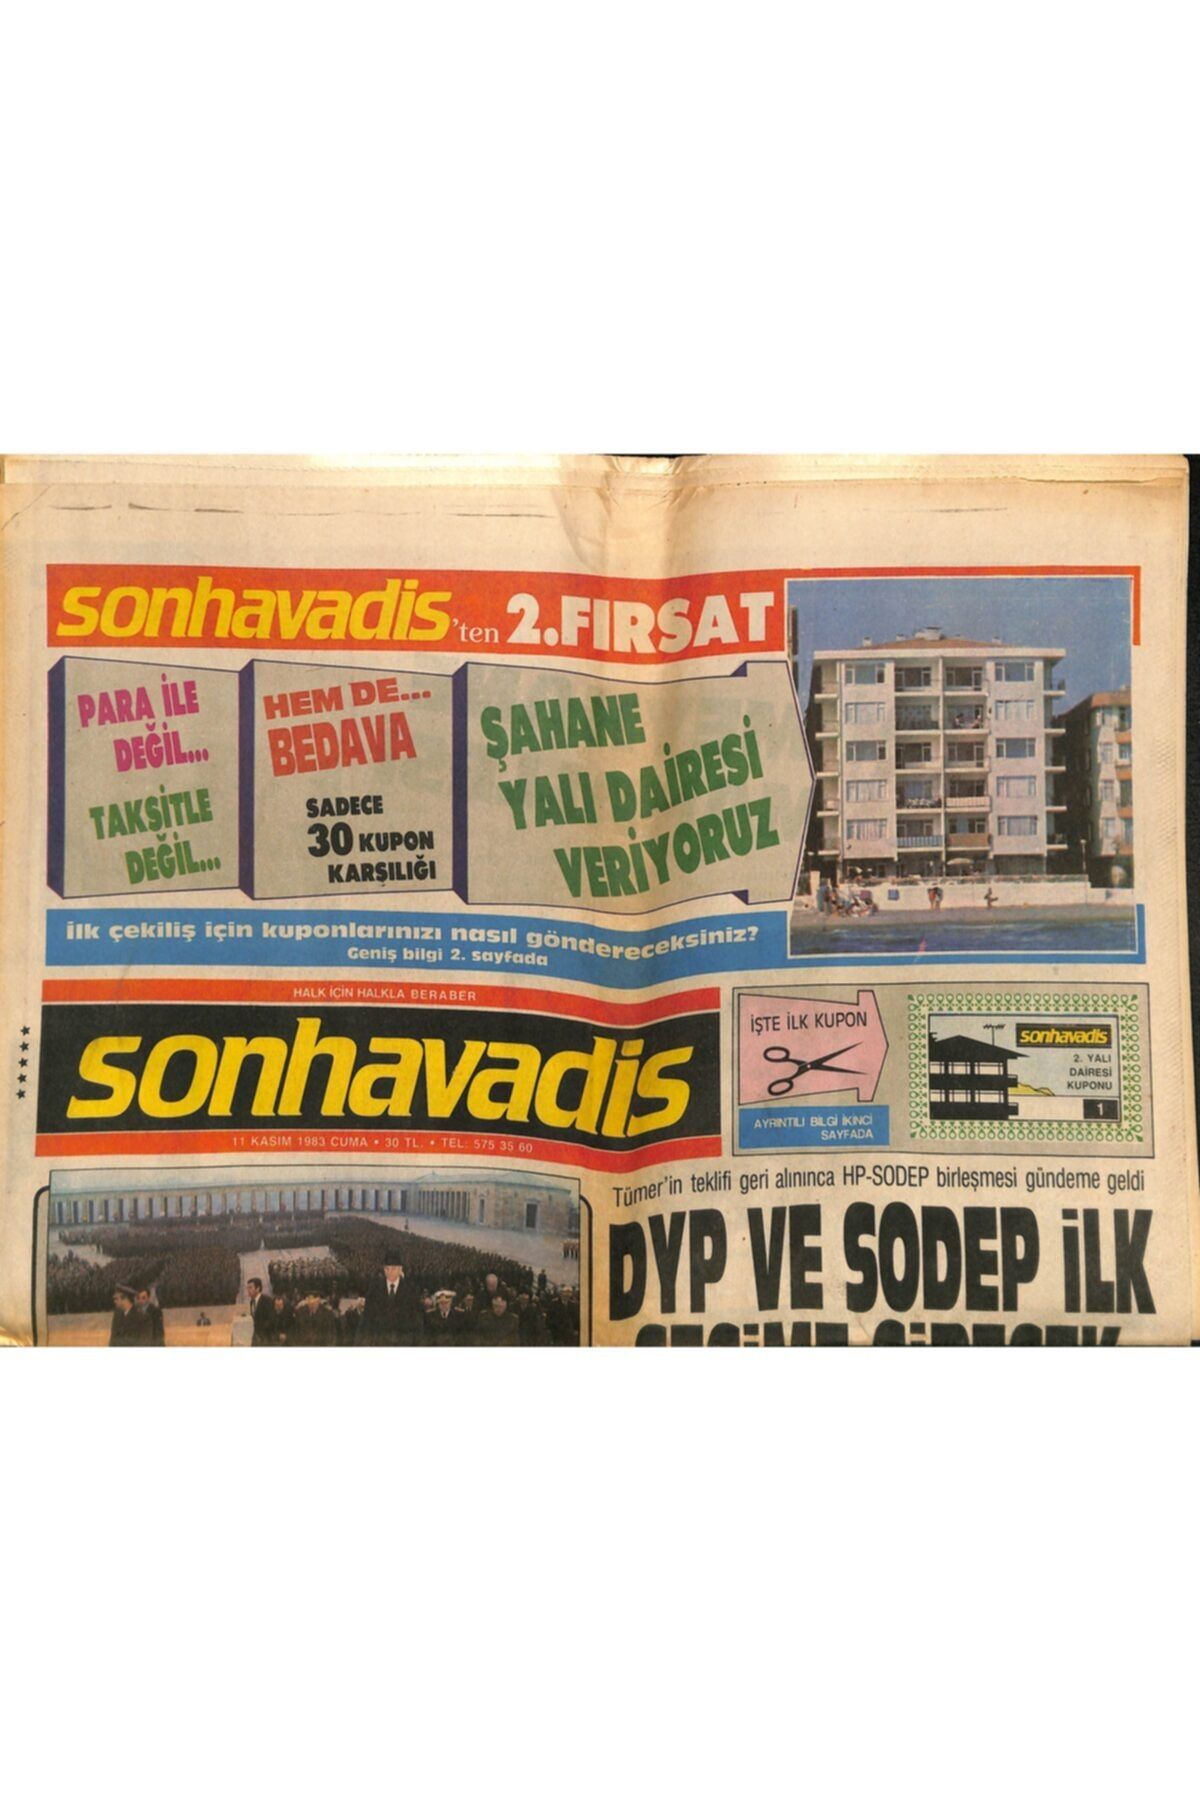 sonhavadis'ten 2.FIRSAT
PARA İLE
DEĞİL...
TAKSİTLE
DEĞİL...
HEM DE...
BEDAVA
SADECE
30 KUPON
KARŞILIĞI
ŞAHANE
YALI DAİRESİ
VERİYORUZ
İlk çekiliş için kuponlarınızı nasıl göndereceksiniz?
Geniş bilgi 2. sayfada
HALK İÇİN HALKLA BERABER
sonhavadis
11 KASIM 1983 CUMA • 30 TL. • TEL: 575 35 60
İŞTE İLK KUPON
AYRINTILI BİLGİ İKİNCİ
SAYFADA
sonhavadis
2. YALI
DAİRESİ
KUPONU
1
Tümer'in teklifi geri alınınca HP-SODEP birleşmesi gündeme geldi
DYP VE SODEP İLK